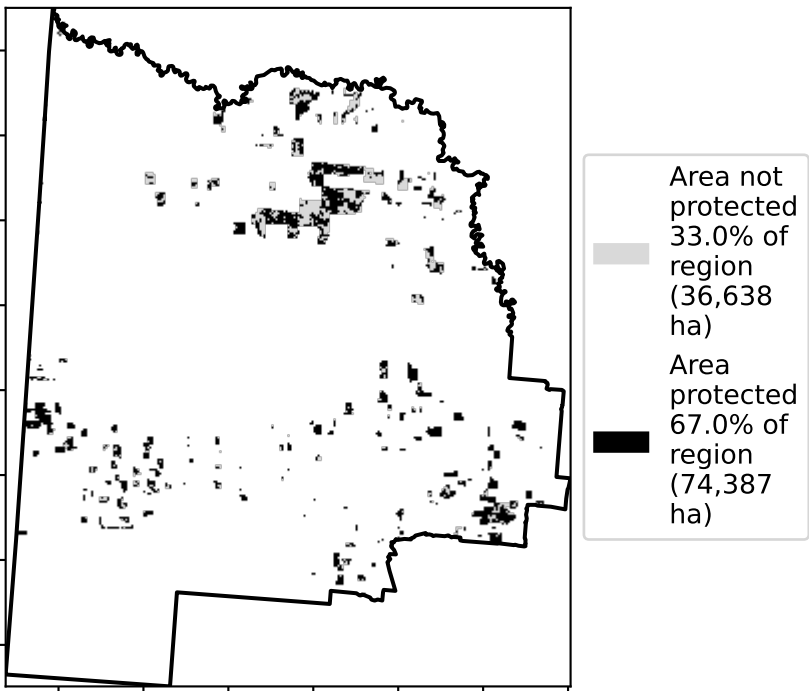 Area not
protected
33.0% of
region
(36,638
ha)
Area
protected
67.0% of
region
(74,387
ha)